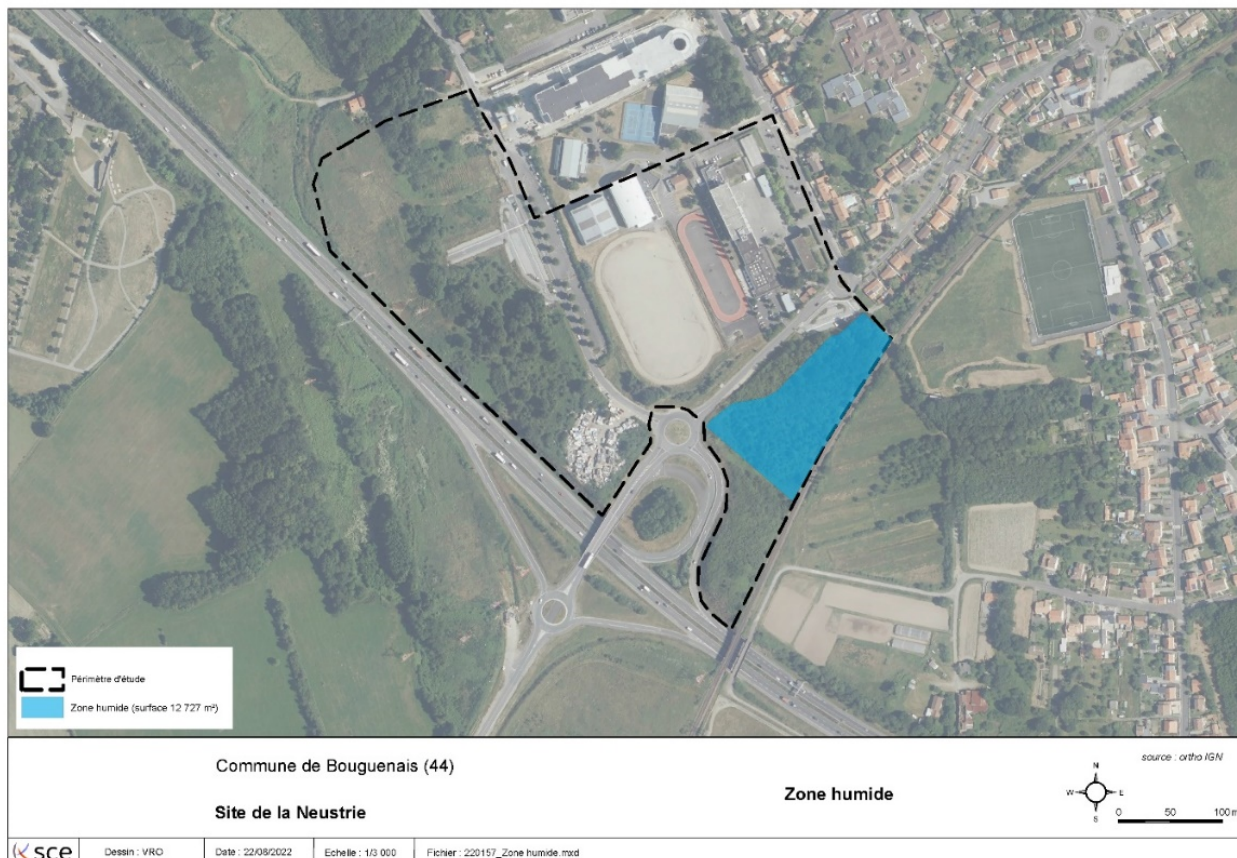 Périmètre d'étude
Zone humide (surface 12 727 m²)
Commune de Bouguenais (44)
Site de la Neustrie
Zone humide
source : ortho IGN
N
W E
S
0 50 100 m
sce
Dessin : VRO
Date : 22/08/2022
Echelle : 1/3 000
Fichier : 220157_Zone humide.mxd